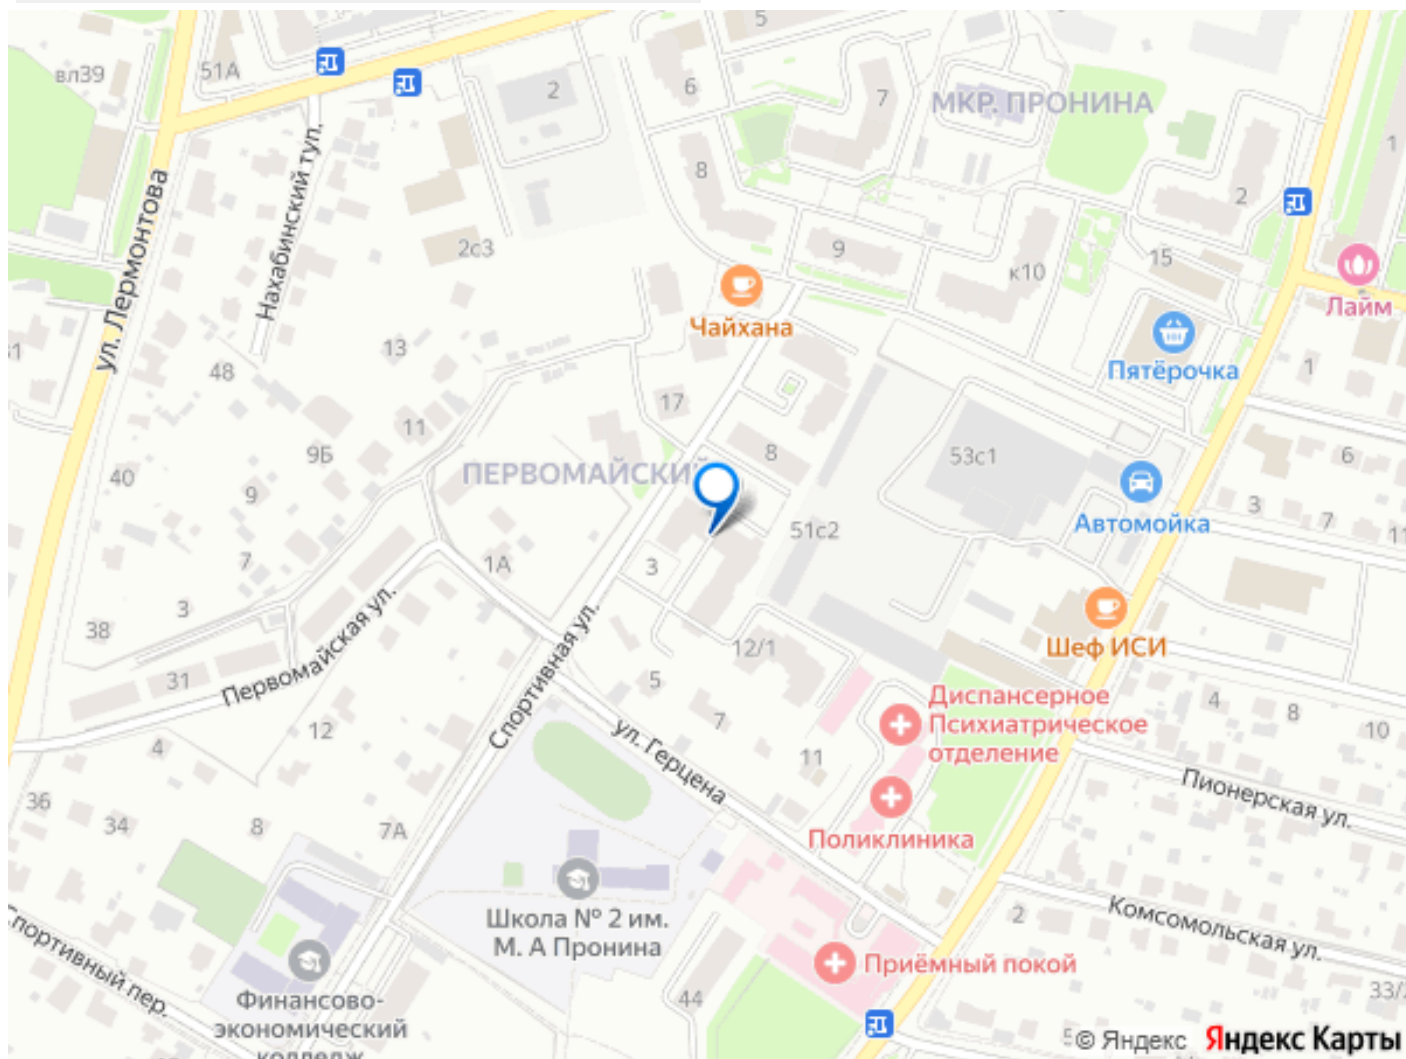 5
вл39
51А
2
6
7
МКР. ПРОНИНА
1
Нахабинский туп.
8
2
ул. Лермонтова
2с3
9
15
к10
Лайм
Чайхана
13
Пятёрочка
48
1
17
11
9Б
8
53с1
6
ПЕРВОМАЙСКИЙ
40
9
3
7
11
Автомойка
51с2
7
1А
3
3
38
Шеф ИСИ
12/1
Первомайская ул.
Спортивная ул.
31
5
Диспансерное
Психиатрическое
отделение
4
8
10
12
7
4
11
ул. Герцена
Пионерская ул.
36
34
8
7А
Поликлиника
Школа № 2 им.
М. А Пронина
2
Комсомольская ул.
Спортивный пер.
Приёмный покой
44
33/2
Финансово-
экономический
колледж
© Яндекс
Яндекс Карты